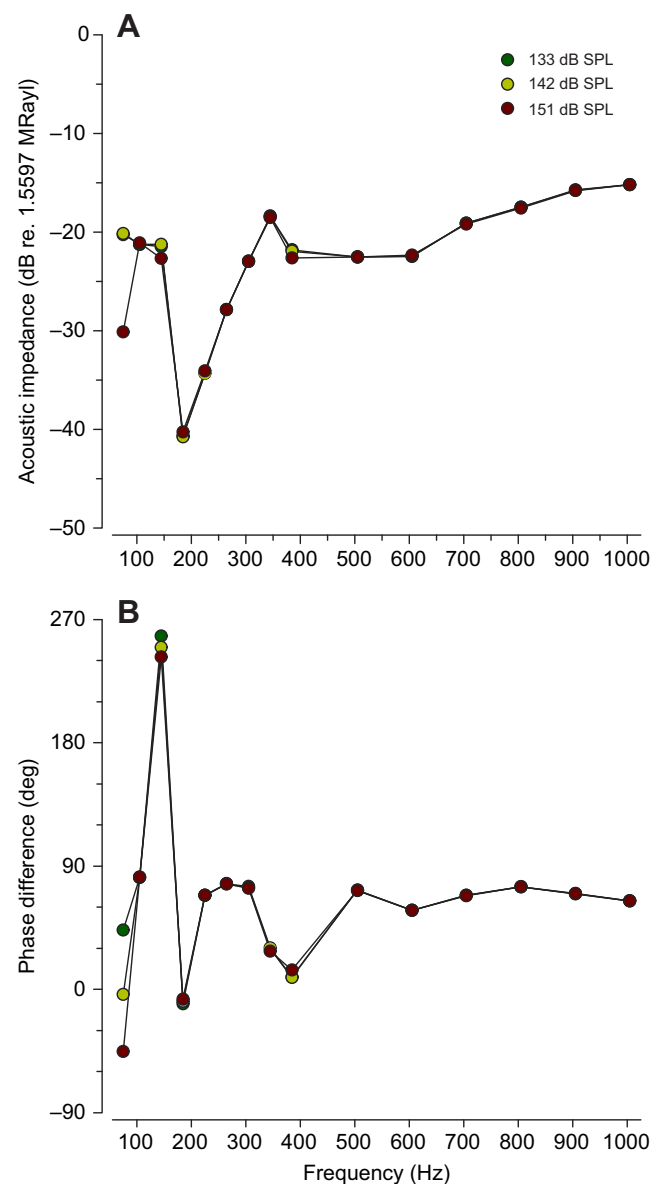 A
0
–10
–20
–30
–40
–50
Acoustic impedance (dB re. 1.5597 MRayl)
133 dB SPL
142 dB SPL
151 dB SPL
100 200 300 400 500 600 700 800 900 1000
B
270
180
90
0
–90
Phase difference (deg)
100 200 300 400 500 600 700 800 900 1000
Frequency (Hz)